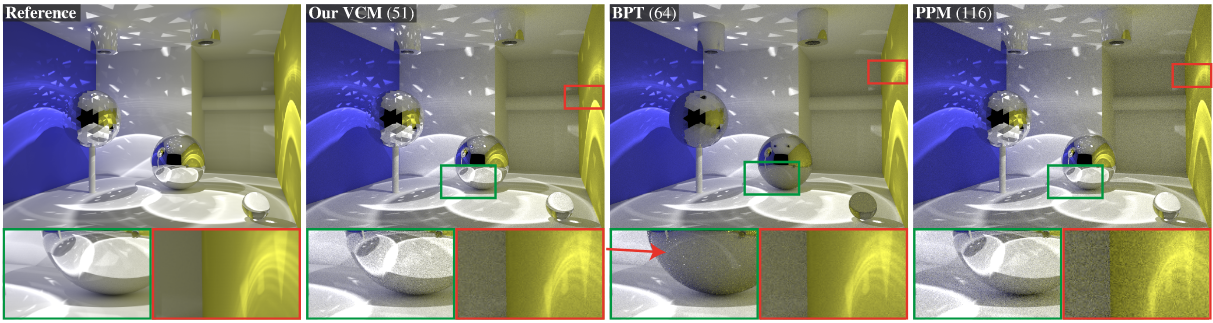 Reference
Our VCM (51)
BPT (64)
PPM (116)